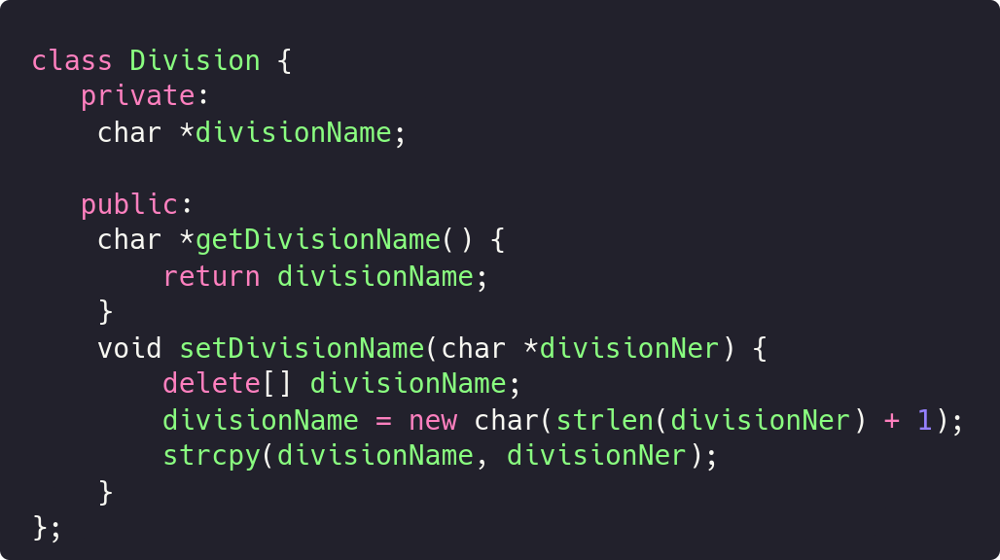 class Division {
   private:
    char *divisionName;

   public:
    char *getDivisionName() {
        return divisionName;
    }
    void setDivisionName(char *divisionNer) {
        delete[] divisionName;
        divisionName = new char(strlen(divisionNer) + 1);
        strcpy(divisionName, divisionNer);
    }
};